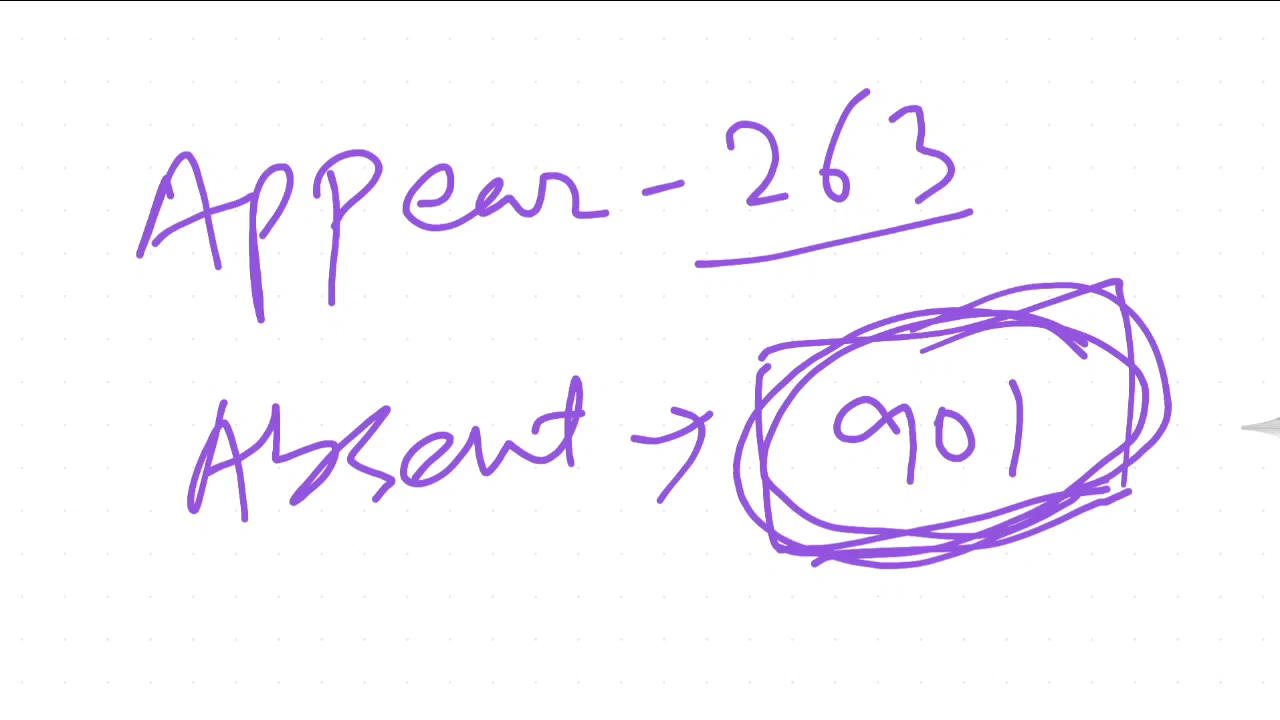 Appear - 263
Absent → 901